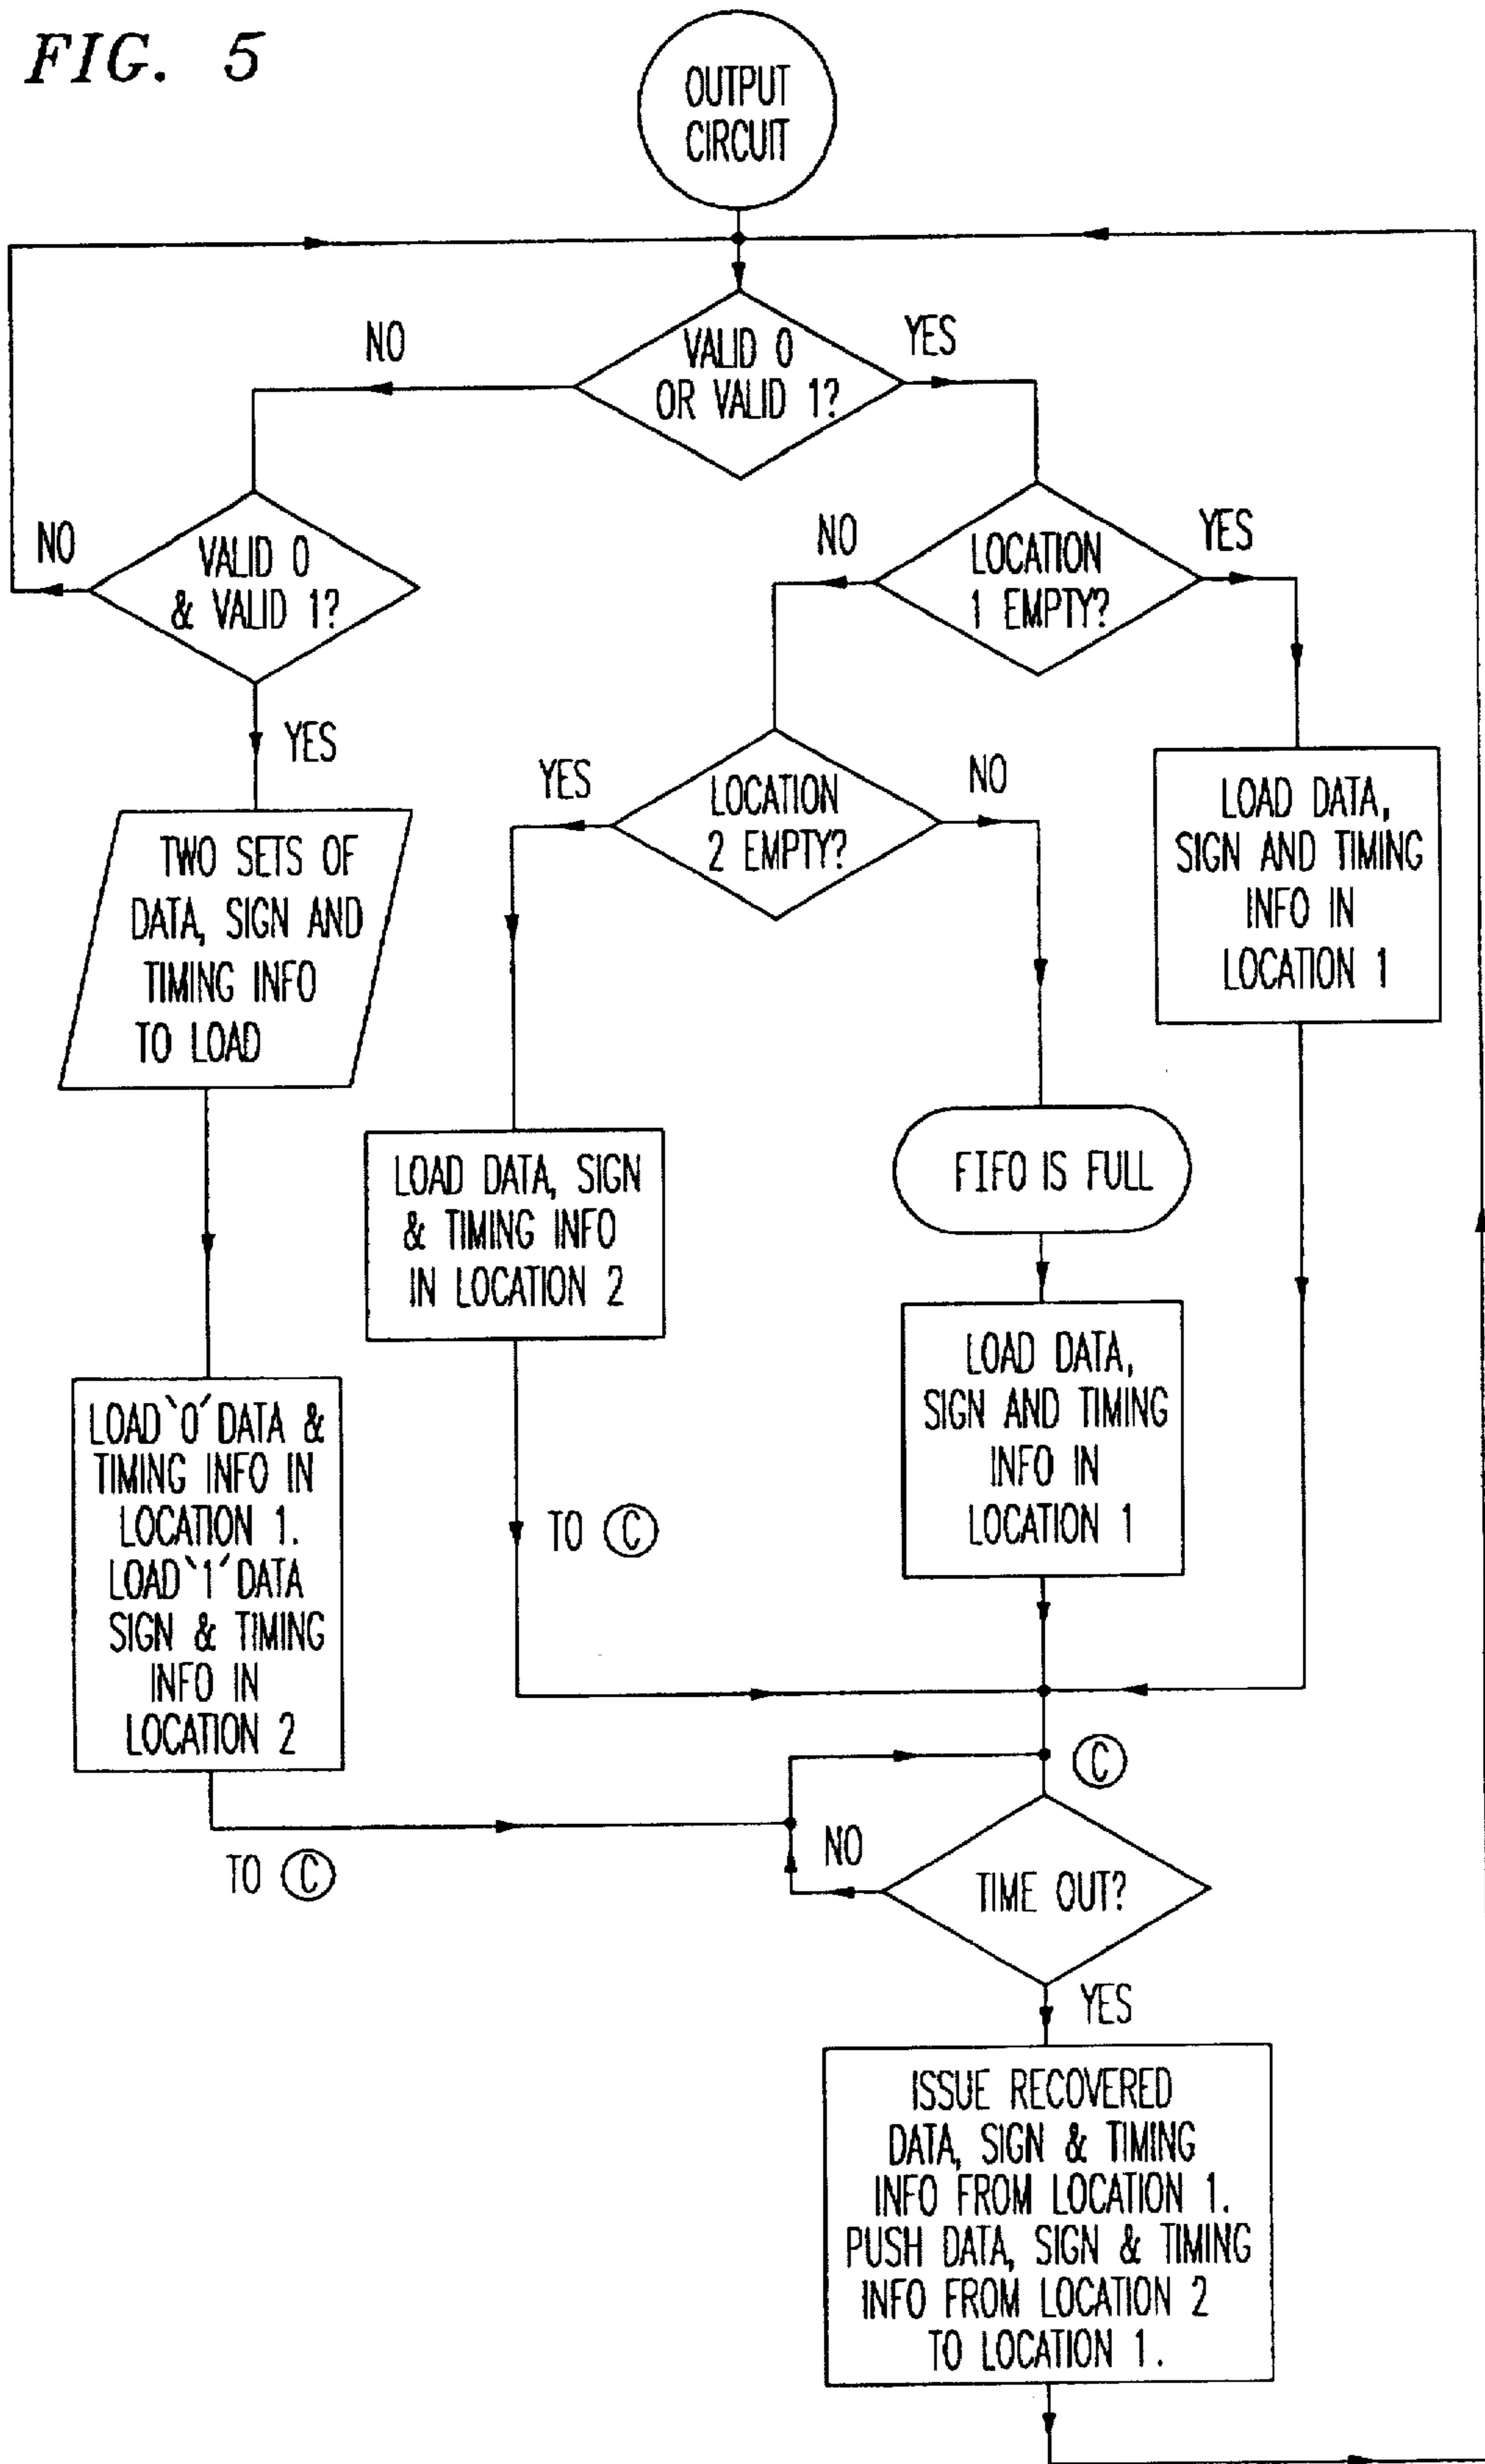 FIG. 5
OUTPUT
CIRCUIT
NO
VALID 0
OR VALID 1?
YES
NO
VALID 0
& VALID 1?
YES
NO
LOCATION
1 EMPTY?
YES
TWO SETS OF
DATA, SIGN AND
TIMING INFO
TO LOAD
YES
LOCATION
2 EMPTY?
NO
LOAD DATA,
SIGN AND TIMING
INFO IN
LOCATION 1
LOAD DATA, SIGN
& TIMING INFO
IN LOCATION 2
FIFO IS FULL
LOAD DATA,
SIGN AND TIMING
INFO IN
LOCATION 1
LOAD `0´ DATA &
TIMING INFO IN
LOCATION 1.
LOAD `1´ DATA
SIGN & TIMING
INFO IN
LOCATION 2
TO C
C
TO C
NO
TIME OUT?
YES
ISSUE RECOVERED
DATA, SIGN & TIMING
INFO FROM LOCATION 1.
PUSH DATA, SIGN & TIMING
INFO FROM LOCATION 2
TO LOCATION 1.